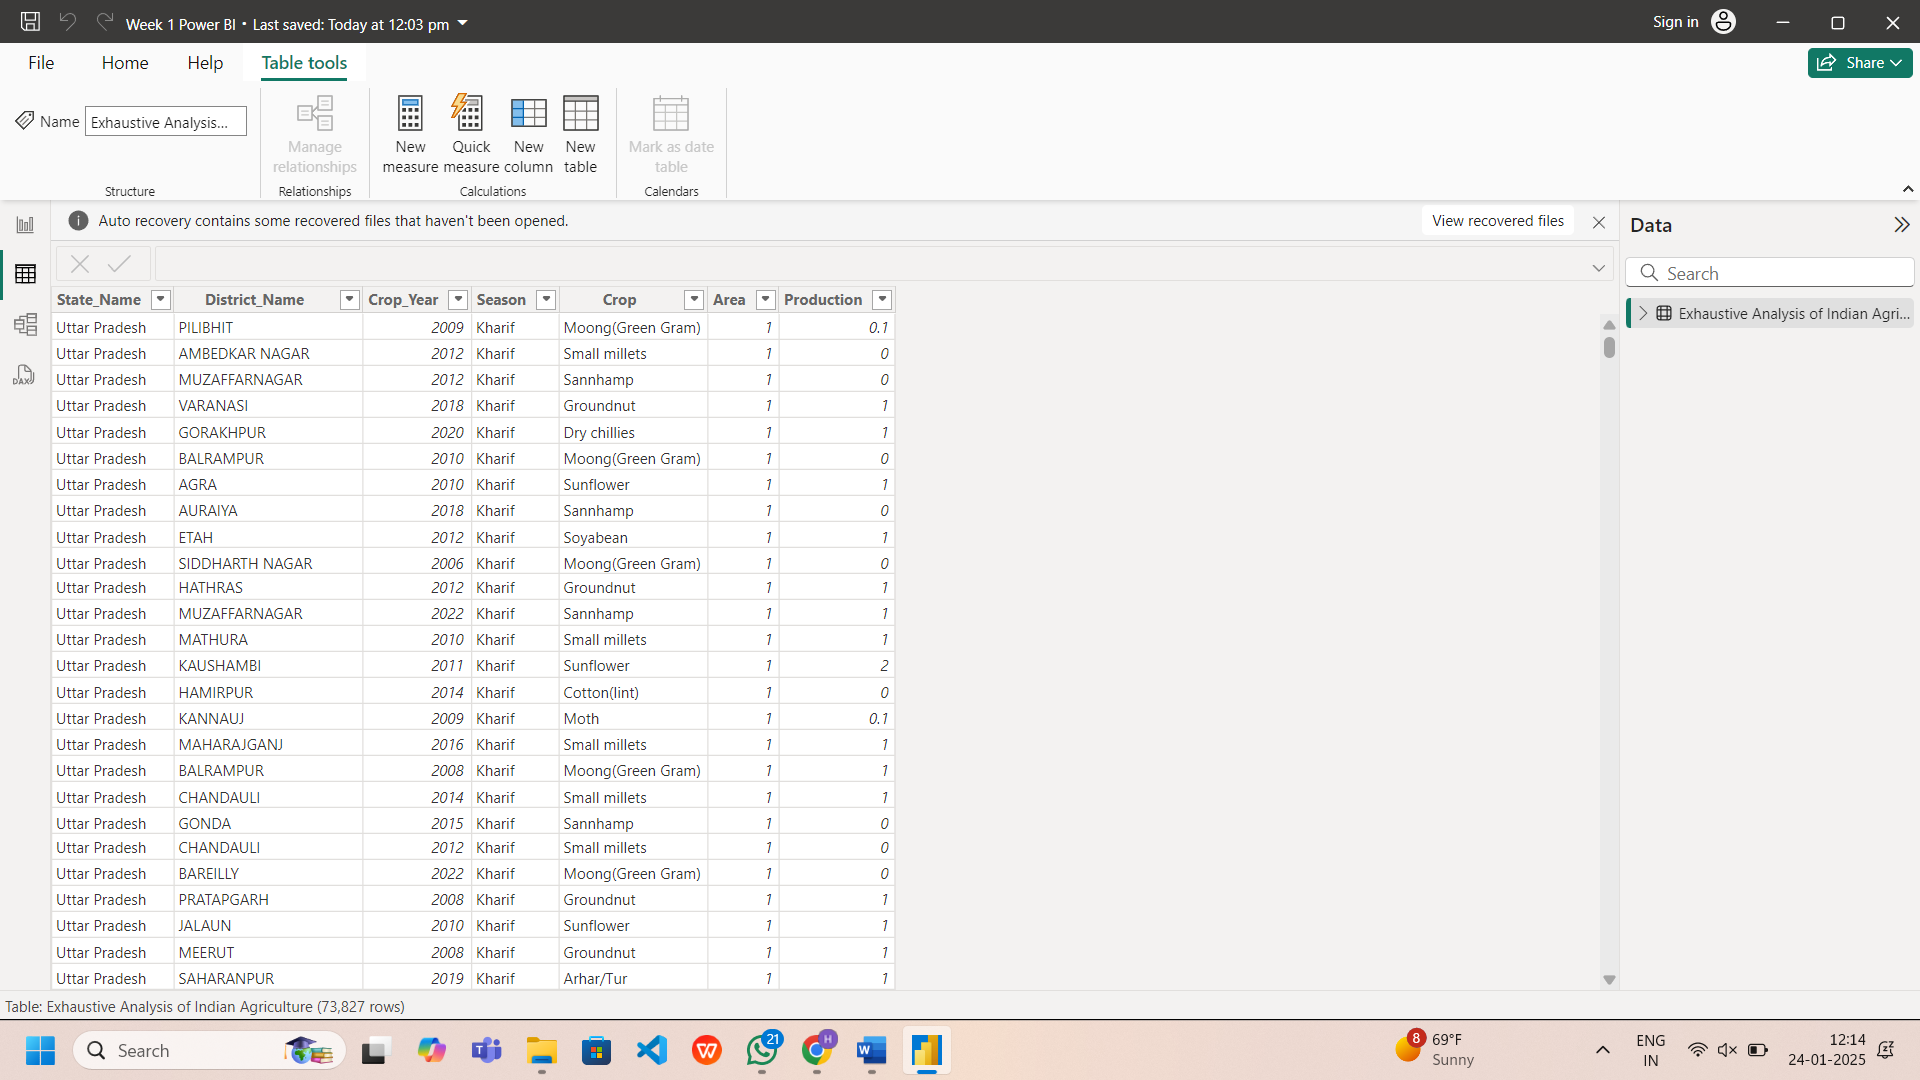 Week 1 Power BI • Last saved: Today at 12:03 pm
Sign in
File Home Help Table tools
Share
Name Exhaustive Analysis...
Manage relationships
New measure
Quick measure
New column
New table
Mark as date table
Structure Relationships Calculations Calendars
Auto recovery contains some recovered files that haven't been opened.
View recovered files
Data
Search
Exhaustive Analysis of Indian Agri...
DAX
State_Name District_Name Crop_Year Season Crop Area Production
Uttar Pradesh PILIBHIT 2009 Kharif Moong(Green Gram) 1 0.1
Uttar Pradesh AMBEDKAR NAGAR 2012 Kharif Small millets 1 0
Uttar Pradesh MUZAFFARNAGAR 2012 Kharif Sannhamp 1 0
Uttar Pradesh VARANASI 2018 Kharif Groundnut 1 1
Uttar Pradesh GORAKHPUR 2020 Kharif Dry chillies 1 1
Uttar Pradesh BALRAMPUR 2010 Kharif Moong(Green Gram) 1 0
Uttar Pradesh AGRA 2010 Kharif Sunflower 1 1
Uttar Pradesh AURAIYA 2018 Kharif Sannhamp 1 0
Uttar Pradesh ETAH 2012 Kharif Soyabean 1 1
Uttar Pradesh SIDDHARTH NAGAR 2006 Kharif Moong(Green Gram) 1 0
Uttar Pradesh HATHRAS 2012 Kharif Groundnut 1 1
Uttar Pradesh MUZAFFARNAGAR 2022 Kharif Sannhamp 1 1
Uttar Pradesh MATHURA 2010 Kharif Small millets 1 1
Uttar Pradesh KAUSHAMBI 2011 Kharif Sunflower 1 2
Uttar Pradesh HAMIRPUR 2014 Kharif Cotton(lint) 1 0
Uttar Pradesh KANNAUJ 2009 Kharif Moth 1 0.1
Uttar Pradesh MAHARAJGANJ 2016 Kharif Small millets 1 1
Uttar Pradesh BALRAMPUR 2008 Kharif Moong(Green Gram) 1 1
Uttar Pradesh CHANDAULI 2014 Kharif Small millets 1 1
Uttar Pradesh GONDA 2015 Kharif Sannhamp 1 0
Uttar Pradesh CHANDAULI 2012 Kharif Small millets 1 0
Uttar Pradesh BAREILLY 2022 Kharif Moong(Green Gram) 1 0
Uttar Pradesh PRATAPGARH 2008 Kharif Groundnut 1 1
Uttar Pradesh JALAUN 2010 Kharif Sunflower 1 1
Uttar Pradesh MEERUT 2008 Kharif Groundnut 1 1
Uttar Pradesh SAHARANPUR 2019 Kharif Arhar/Tur 1 1
Table: Exhaustive Analysis of Indian Agriculture (73,827 rows)
Search
21
H
8
69°F
Sunny
ENG
IN
12:14
24-01-2025